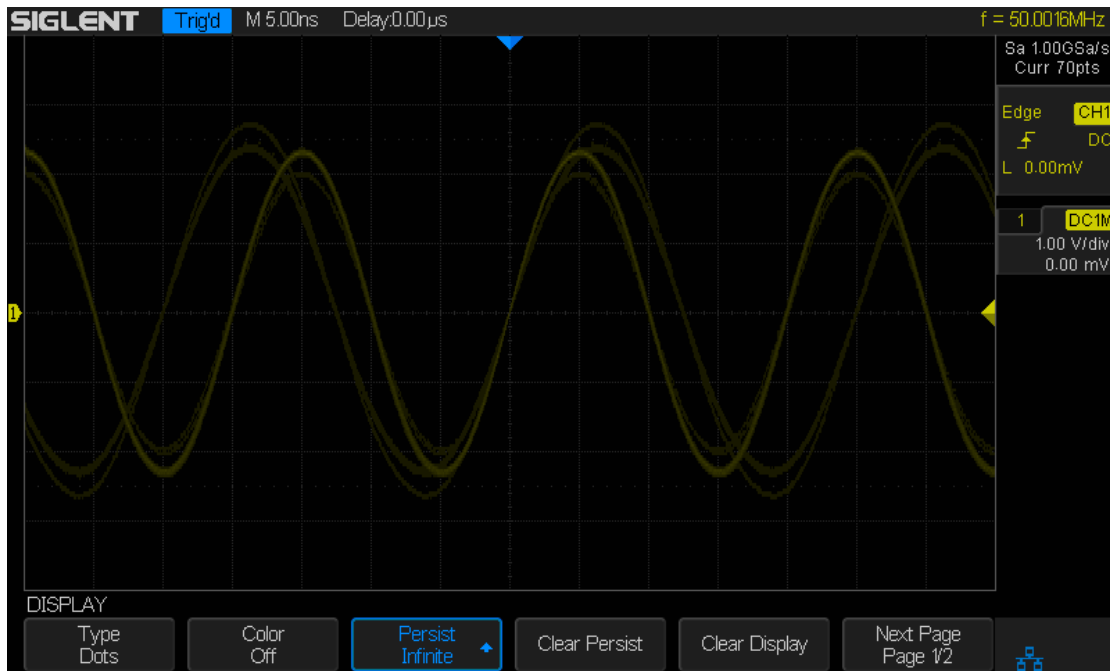 SIGLENT Trig'd M 5.00ns Delay:0.00µs f = 50.0016MHz
Sa 1.00GSa/s
Curr 70pts
Edge CH1
DC
L 0.00mV
1 DC1M
1.00 V/div
0.00 mV
1
DISPLAY
Type
Dots
Color
Off
Persist
Infinite
Clear Persist
Clear Display
Next Page
Page 1/2